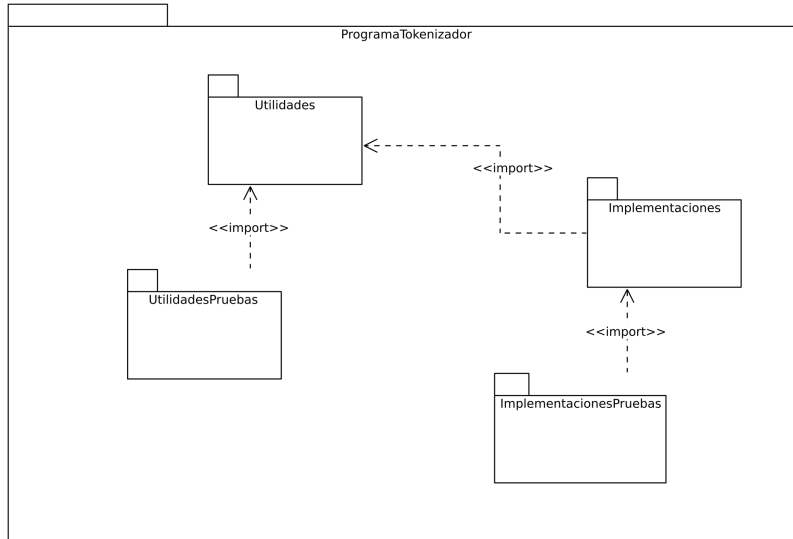 ProgramaTokenizador
Utilidades
<<import>>
Implementaciones
<<import>>
UtilidadesPruebas
<<import>>
ImplementacionesPruebas